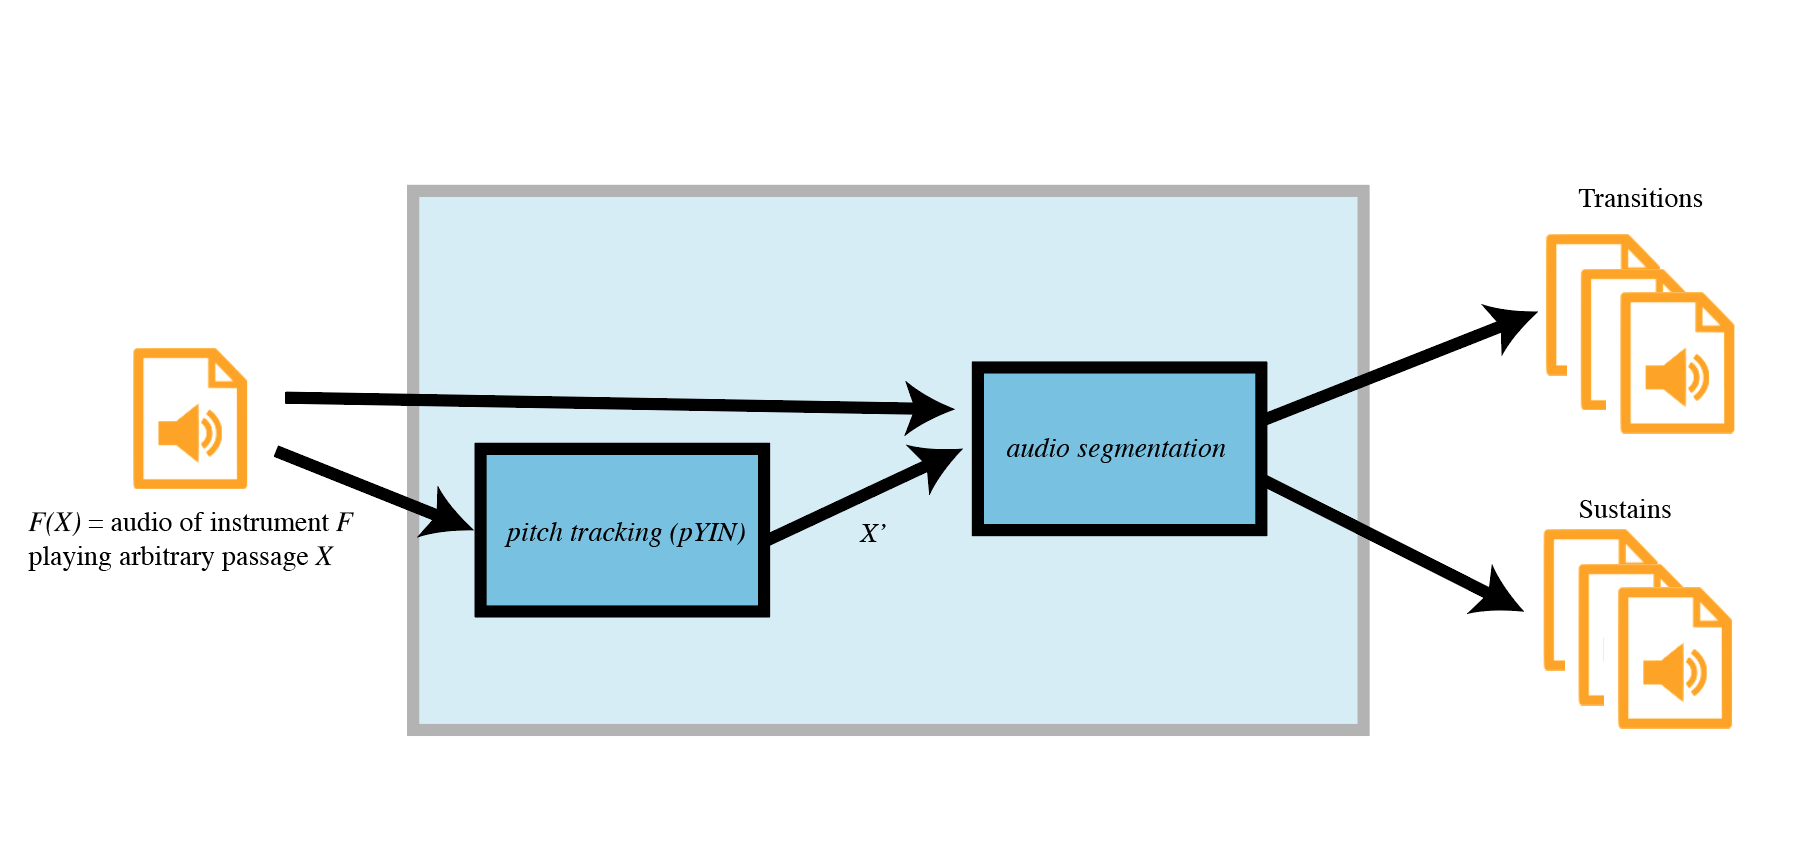 Transitions
audio segmentation
Sustains
F(X) = audio of instrument F
playing arbitrary passage X
pitch tracking (pYIN)
X’